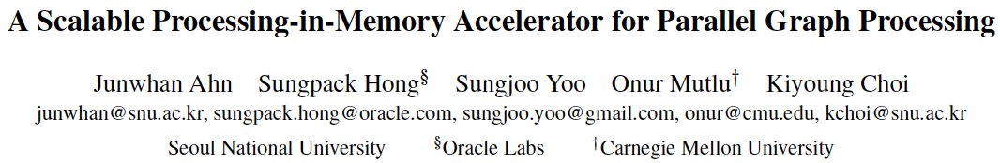 A Scalable Processing-in-Memory Accelerator for Parallel Graph Processing
Junwhan Ahn Sungpack Hong§ Sungjoo Yoo Onur Mutlu† Kiyoung Choi
junwhan@snu.ac.kr, sungpack.hong@oracle.com, sungjoo.yoo@gmail.com, onur@cmu.edu, kchoi@snu.ac.kr
Seoul National University §Oracle Labs †Carnegie Mellon University